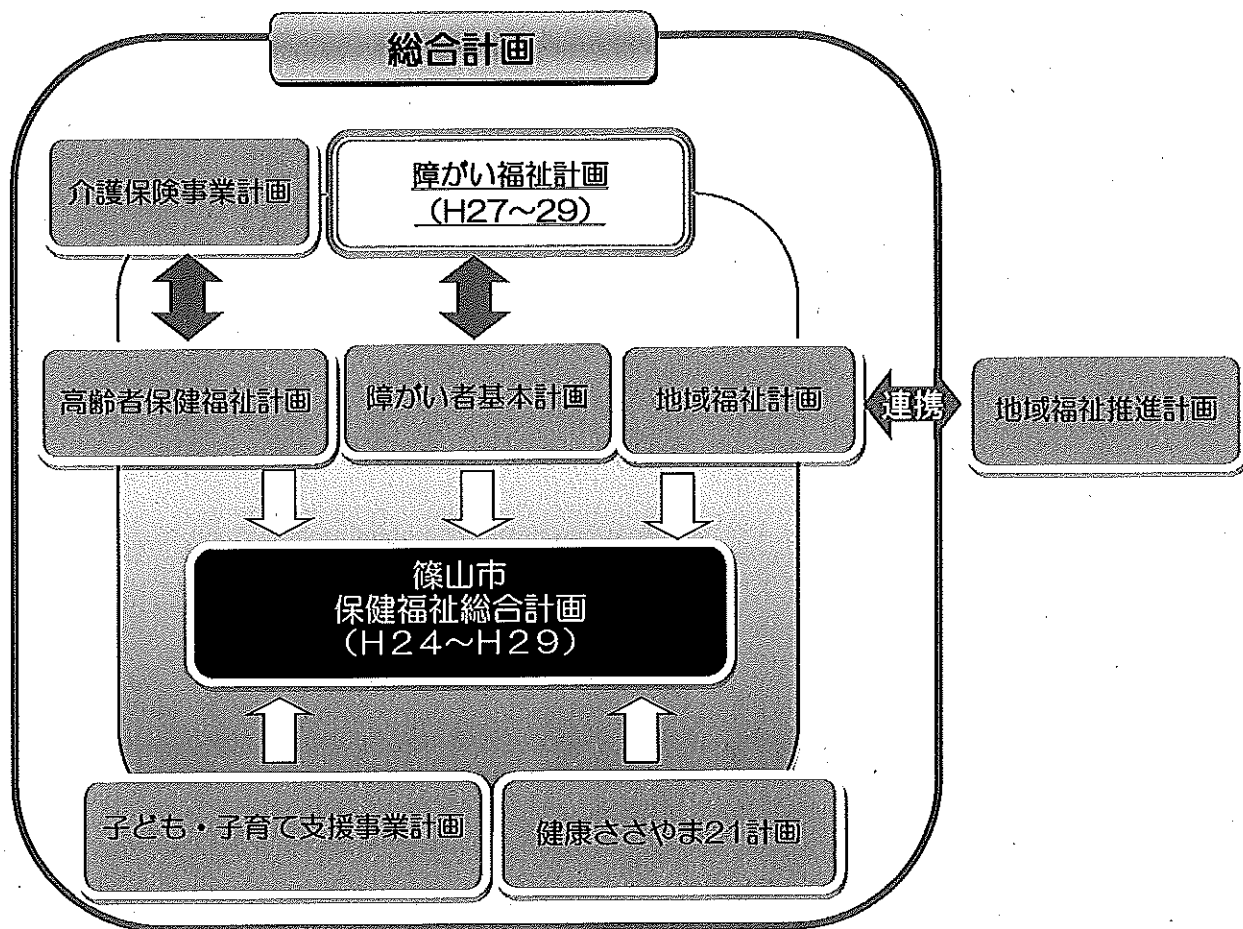 総合計画
介護保険事業計画
障がい福祉計画
（H27～29）
高齢者保健福祉計画
障がい者基本計画
地域福祉計画
連携
地域福祉推進計画
篠山市
保健福祉総合計画
（H24～H29）
子ども・子育て支援事業計画
健康ささやま21計画